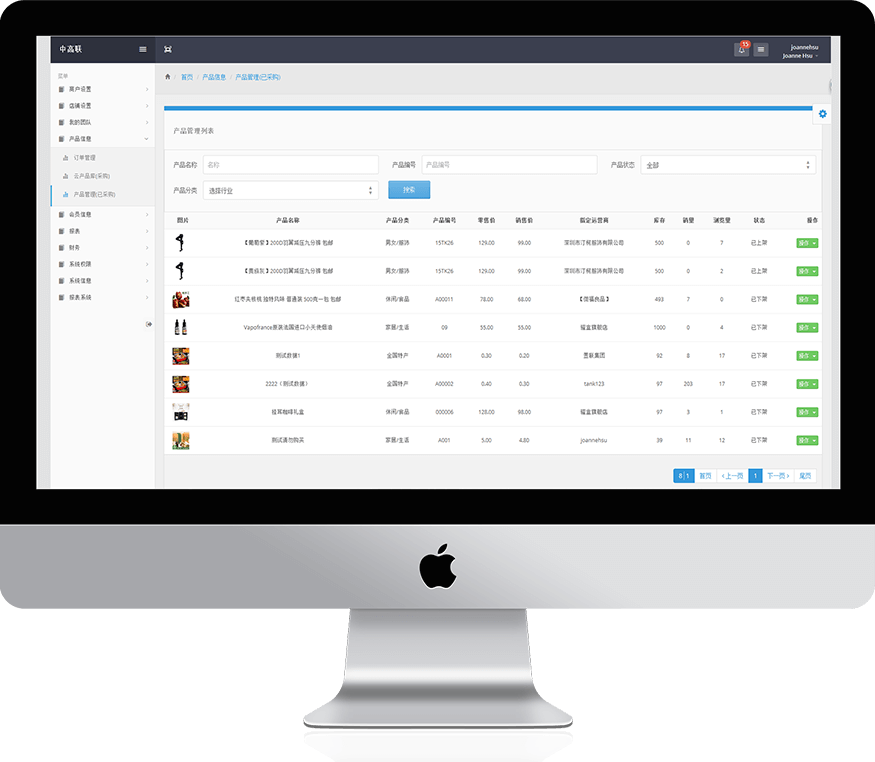 中高联
15
joannehsu
Joanne Hsu
菜单
首页 / 产品信息 / 产品管理(已采购)
商户设置
店铺设置
我的团队
产品信息
订单管理
云产品库(采购)
产品管理(已采购)
会员信息
报表
财务
系统权限
系统信息
报表系统
产品管理列表
产品名称 名称 产品编号 产品编号 产品状态 全部
产品分类 选择行业 搜索
图片 产品名称 产品分类 产品编号 零售价 销售价 指定运营商 库存 销量 浏览量 状态 操作
【葡萄紫】200D羽翼减压九分裤 包邮 男女/服饰 15TK26 129.00 99.00 深圳市汀枫服饰有限公司 500 0 7 已上架 操作
200D羽翼减压九分裤 包邮 男女/服饰 15TK26 129.00 99.00 深圳市汀枫服饰有限公司 500 0 2 已上架 操作
红枣夹核桃 独特风味 普通装 500克一包 包邮 休闲/食品 A00011 78.00 68.00 【偲福良品】 493 7 0 已上架 操作
Vapofrance原装法国进口小天使烟油 家居/生活 09 55.00 55.00 福盒旗舰店 1000 0 4 已下架 操作
测试数据1 全国特产 A0001 0.30 0.20 壹联集团 92 8 17 已下架 操作
2222（测试数据） 全国特产 A00002 0.40 0.30 tank123 97 203 17 已下架 操作
挂耳咖啡礼盒 休闲/食品 000006 128.00 98.00 福盒旗舰店 97 3 1 已下架 操作
测试请勿购买 家居/生活 A001 5.00 4.80 joannehsu 39 11 12 已下架 操作
8 | 1 首页 ‹上一页 1 下一页› 尾页